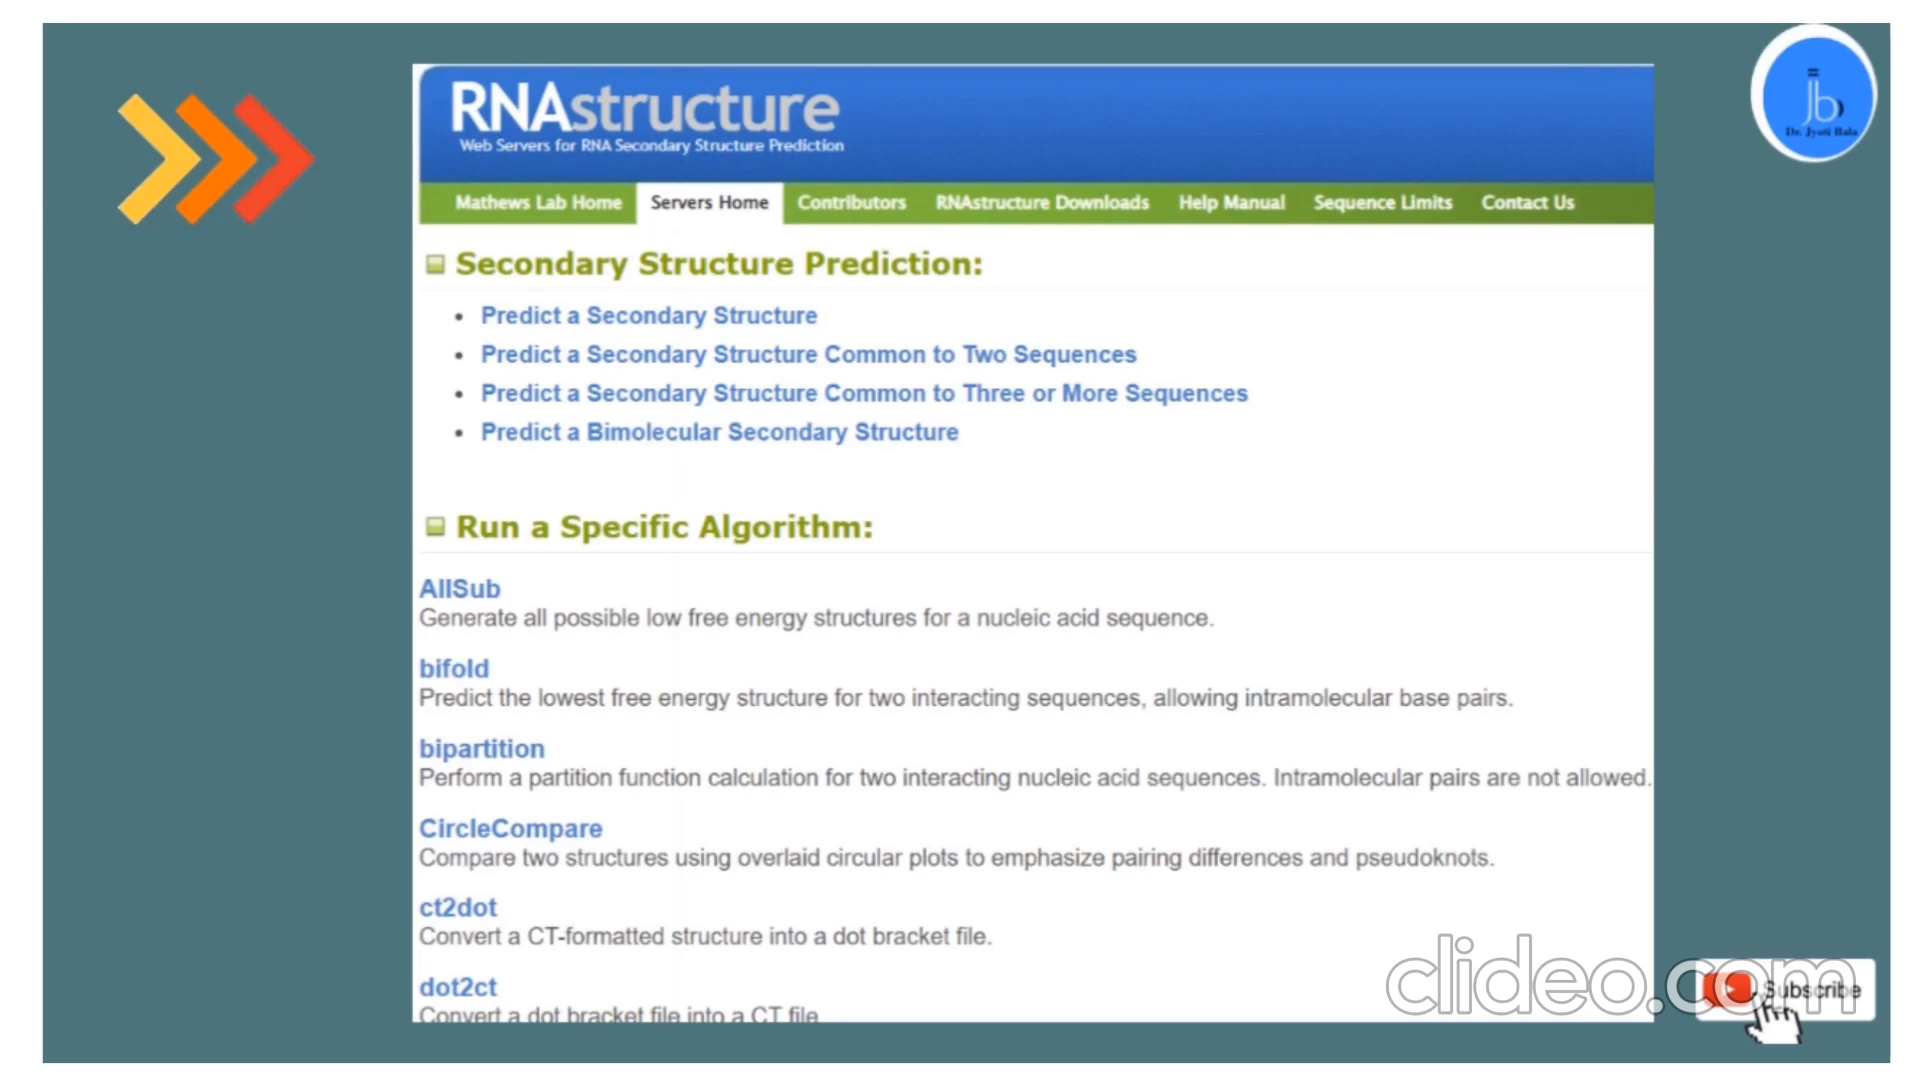 RNAstructure
Web Servers for RNA Secondary Structure Prediction
Mathews Lab Home Servers Home Contributors RNAstructure Downloads Help Manual Sequence Limits Contact Us
Secondary Structure Prediction:
Predict a Secondary Structure
Predict a Secondary Structure Common to Two Sequences
Predict a Secondary Structure Common to Three or More Sequences
Predict a Bimolecular Secondary Structure
Run a Specific Algorithm:
AllSub
Generate all possible low free energy structures for a nucleic acid sequence.
bifold
Predict the lowest free energy structure for two interacting sequences, allowing intramolecular base pairs.
bipartition
Perform a partition function calculation for two interacting nucleic acid sequences. Intramolecular pairs are not allowed.
CircleCompare
Compare two structures using overlaid circular plots to emphasize pairing differences and pseudoknots.
ct2dot
Convert a CT-formatted structure into a dot bracket file.
dot2ct
Convert a dot bracket file into a CT file
jb
Dr. Jyoti Bala
clideo.com
Subscribe